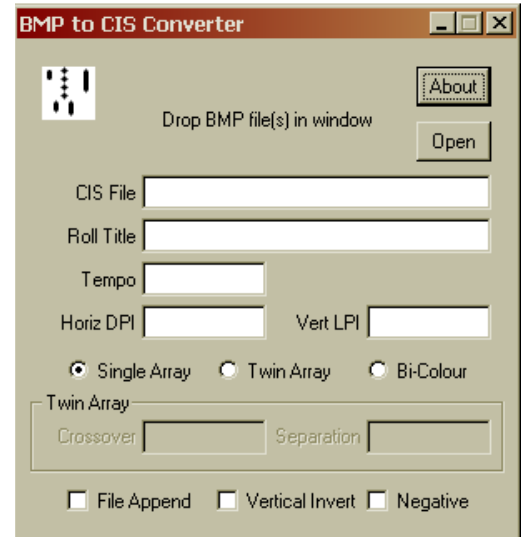 BMP to CIS Converter
About
Drop BMP file(s) in window
Open
CIS File
Roll Title
Tempo
Horiz DPI Vert LPI
Single Array Twin Array Bi-Colour
Twin Array
Crossover Separation
File Append Vertical Invert Negative